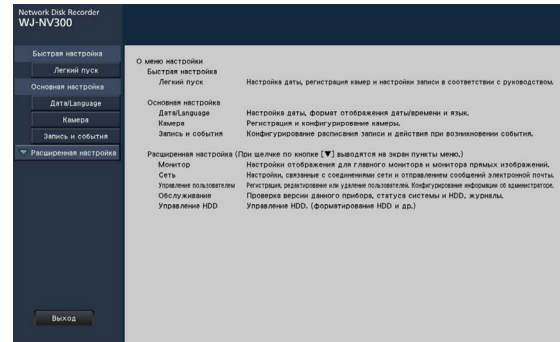 Network Disk Recorder
WJ-NV300
Быстрая настройка
Легкий пуск
Основная настройка
Дата/Language
Камера
Запись и события
Расширенная настройка
Выход
О меню настройки
Быстрая настройка
Легкий пуск Настройка даты, регистрация камер и настройки записи в соответствии с руководством.
Основная настройка
Дата/Language Настройка даты, формат отображения даты/времени и язык.
Камера Регистрация и конфигурирование камеры.
Запись и события Конфигурирование расписания записи и действия при возникновении события.
Расширенная настройка (При щелчке по кнопке [▼] выводятся на экран пункты меню.)
Монитор Настройки отображения для главного монитора и монитора прямых изображений.
Сеть Настройки, связанные с соединениями сети и отправлением сообщений электронной почты.
Управление пользователем Регистрация, редактирование или удаление пользователей. Конфигурирование информации об администраторе.
Обслуживание Проверка версии данного прибора, статуса системы и HDD, журналы.
Управление HDD Управление HDD. (форматирование HDD и др.)